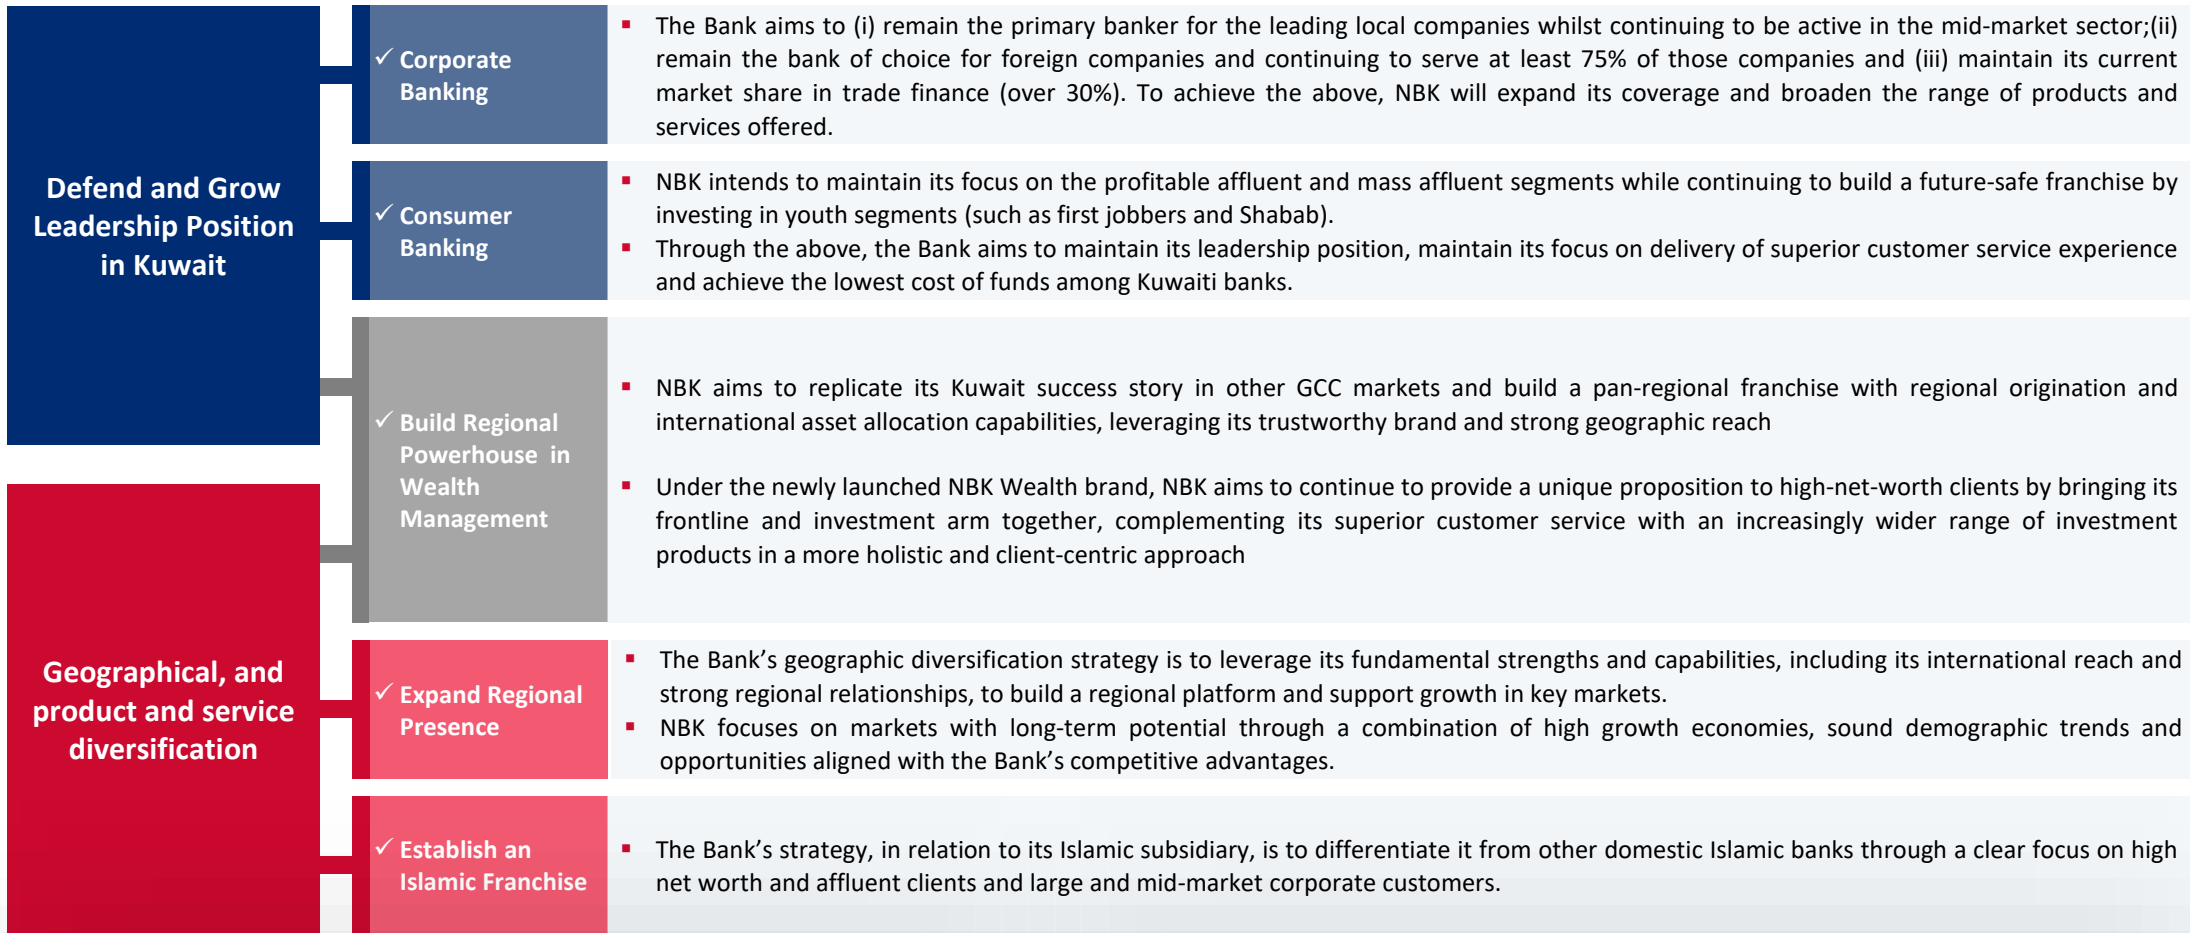 Defend and Grow
Leadership Position
in Kuwait
✓ Corporate
Banking
▪ The Bank aims to (i) remain the primary banker for the leading local companies whilst continuing to be active in the mid-market sector;(ii)
remain the bank of choice for foreign companies and continuing to serve at least 75% of those companies and (iii) maintain its current
market share in trade finance (over 30%). To achieve the above, NBK will expand its coverage and broaden the range of products and
services offered.
✓ Consumer
Banking
▪ NBK intends to maintain its focus on the profitable affluent and mass affluent segments while continuing to build a future-safe franchise by
investing in youth segments (such as first jobbers and Shabab).
▪ Through the above, the Bank aims to maintain its leadership position, maintain its focus on delivery of superior customer service experience
and achieve the lowest cost of funds among Kuwaiti banks.
✓ Build Regional
Powerhouse in
Wealth
Management
▪ NBK aims to replicate its Kuwait success story in other GCC markets and build a pan-regional franchise with regional origination and
international asset allocation capabilities, leveraging its trustworthy brand and strong geographic reach
▪ Under the newly launched NBK Wealth brand, NBK aims to continue to provide a unique proposition to high-net-worth clients by bringing its
frontline and investment arm together, complementing its superior customer service with an increasingly wider range of investment
products in a more holistic and client-centric approach
Geographical, and
product and service
diversification
✓ Expand Regional
Presence
▪ The Bank's geographic diversification strategy is to leverage its fundamental strengths and capabilities, including its international reach and
strong regional relationships, to build a regional platform and support growth in key markets.
▪ NBK focuses on markets with long-term potential through a combination of high growth economies, sound demographic trends and
opportunities aligned with the Bank's competitive advantages.
✓ Establish an
Islamic Franchise
▪ The Bank's strategy, in relation to its Islamic subsidiary, is to differentiate it from other domestic Islamic banks through a clear focus on high
net worth and affluent clients and large and mid-market corporate customers.